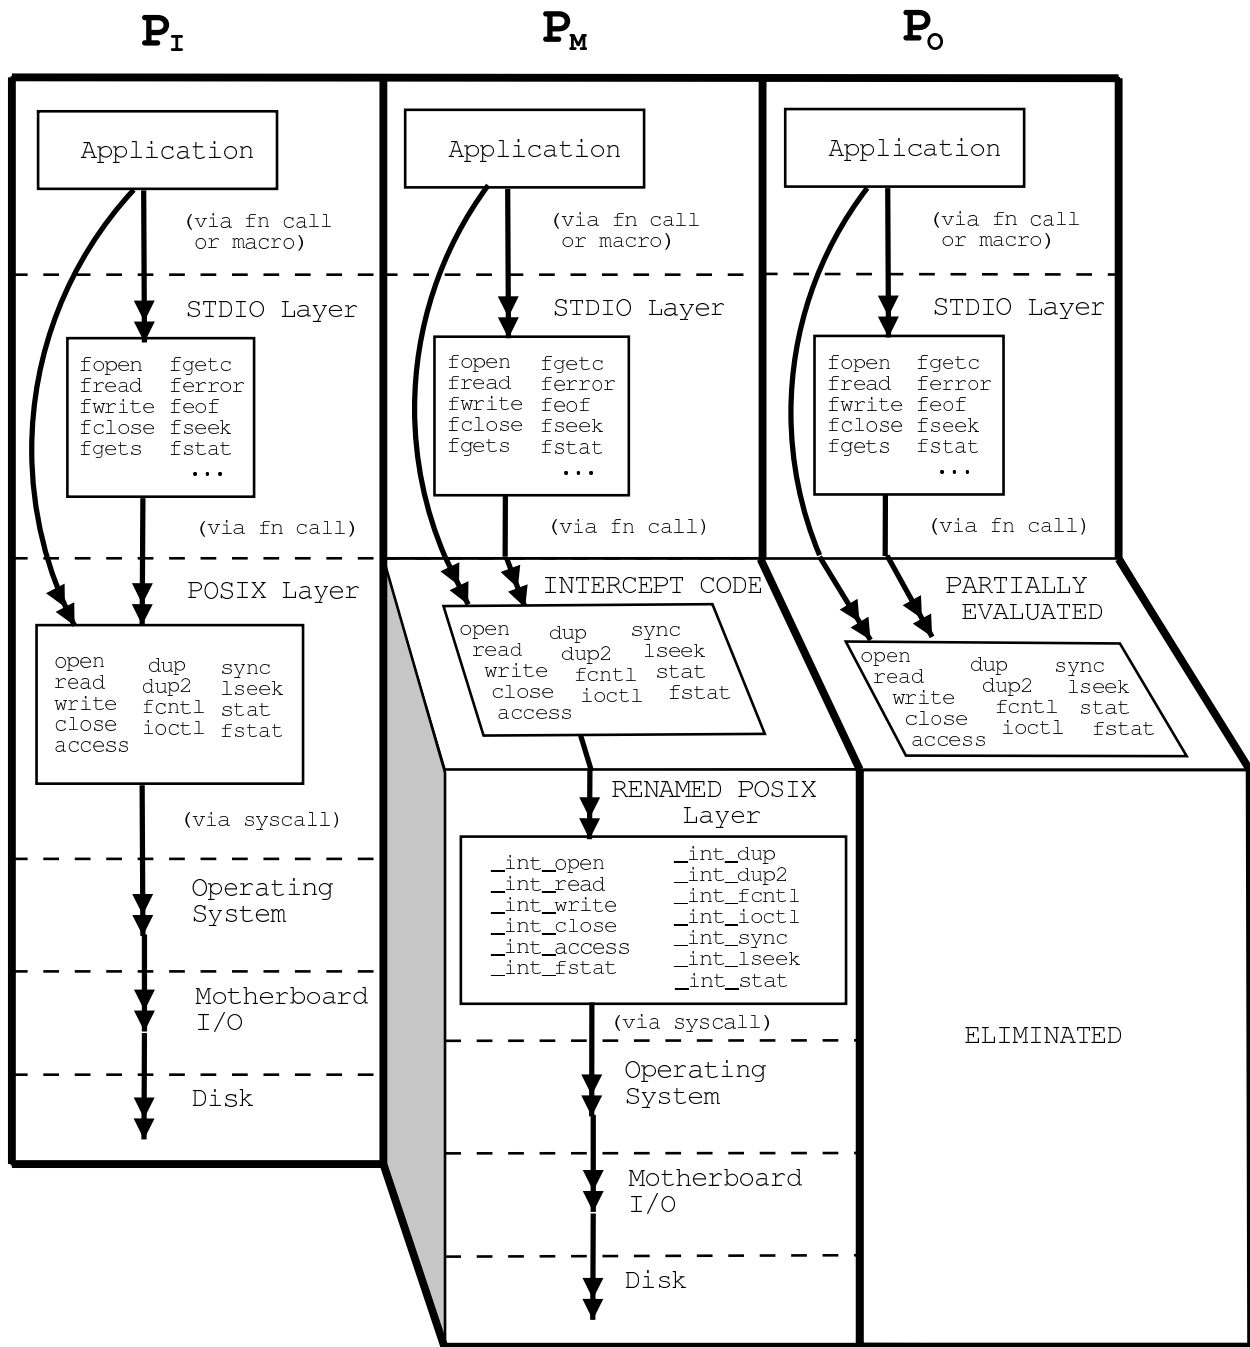 P_I
P_M
P_O
Application
(via fn call
or macro)
STDIO Layer
fopen fgetc
fread ferror
fwrite feof
fclose fseek
fgets fstat
...
(via fn call)
POSIX Layer
open dup sync
read dup2 lseek
write fcntl stat
close ioctl fstat
access
(via syscall)
Operating
System
Motherboard
I/O
Disk
Application
(via fn call
or macro)
STDIO Layer
fopen fgetc
fread ferror
fwrite feof
fclose fseek
fgets fstat
...
(via fn call)
INTERCEPT CODE
open dup sync
read dup2 lseek
write fcntl stat
close ioctl fstat
access
RENAMED POSIX
Layer
_int_open _int_dup
_int_read _int_dup2
_int_write _int_fcntl
_int_close _int_ioctl
_int_access _int_sync
_int_fstat _int_lseek
_int_stat
(via syscall)
Operating
System
Motherboard
I/O
Disk
Application
(via fn call
or macro)
STDIO Layer
fopen fgetc
fread ferror
fwrite feof
fclose fseek
fgets fstat
...
(via fn call)
PARTIALLY
EVALUATED
open dup sync
read dup2 lseek
write fcntl stat
close ioctl fstat
access
ELIMINATED